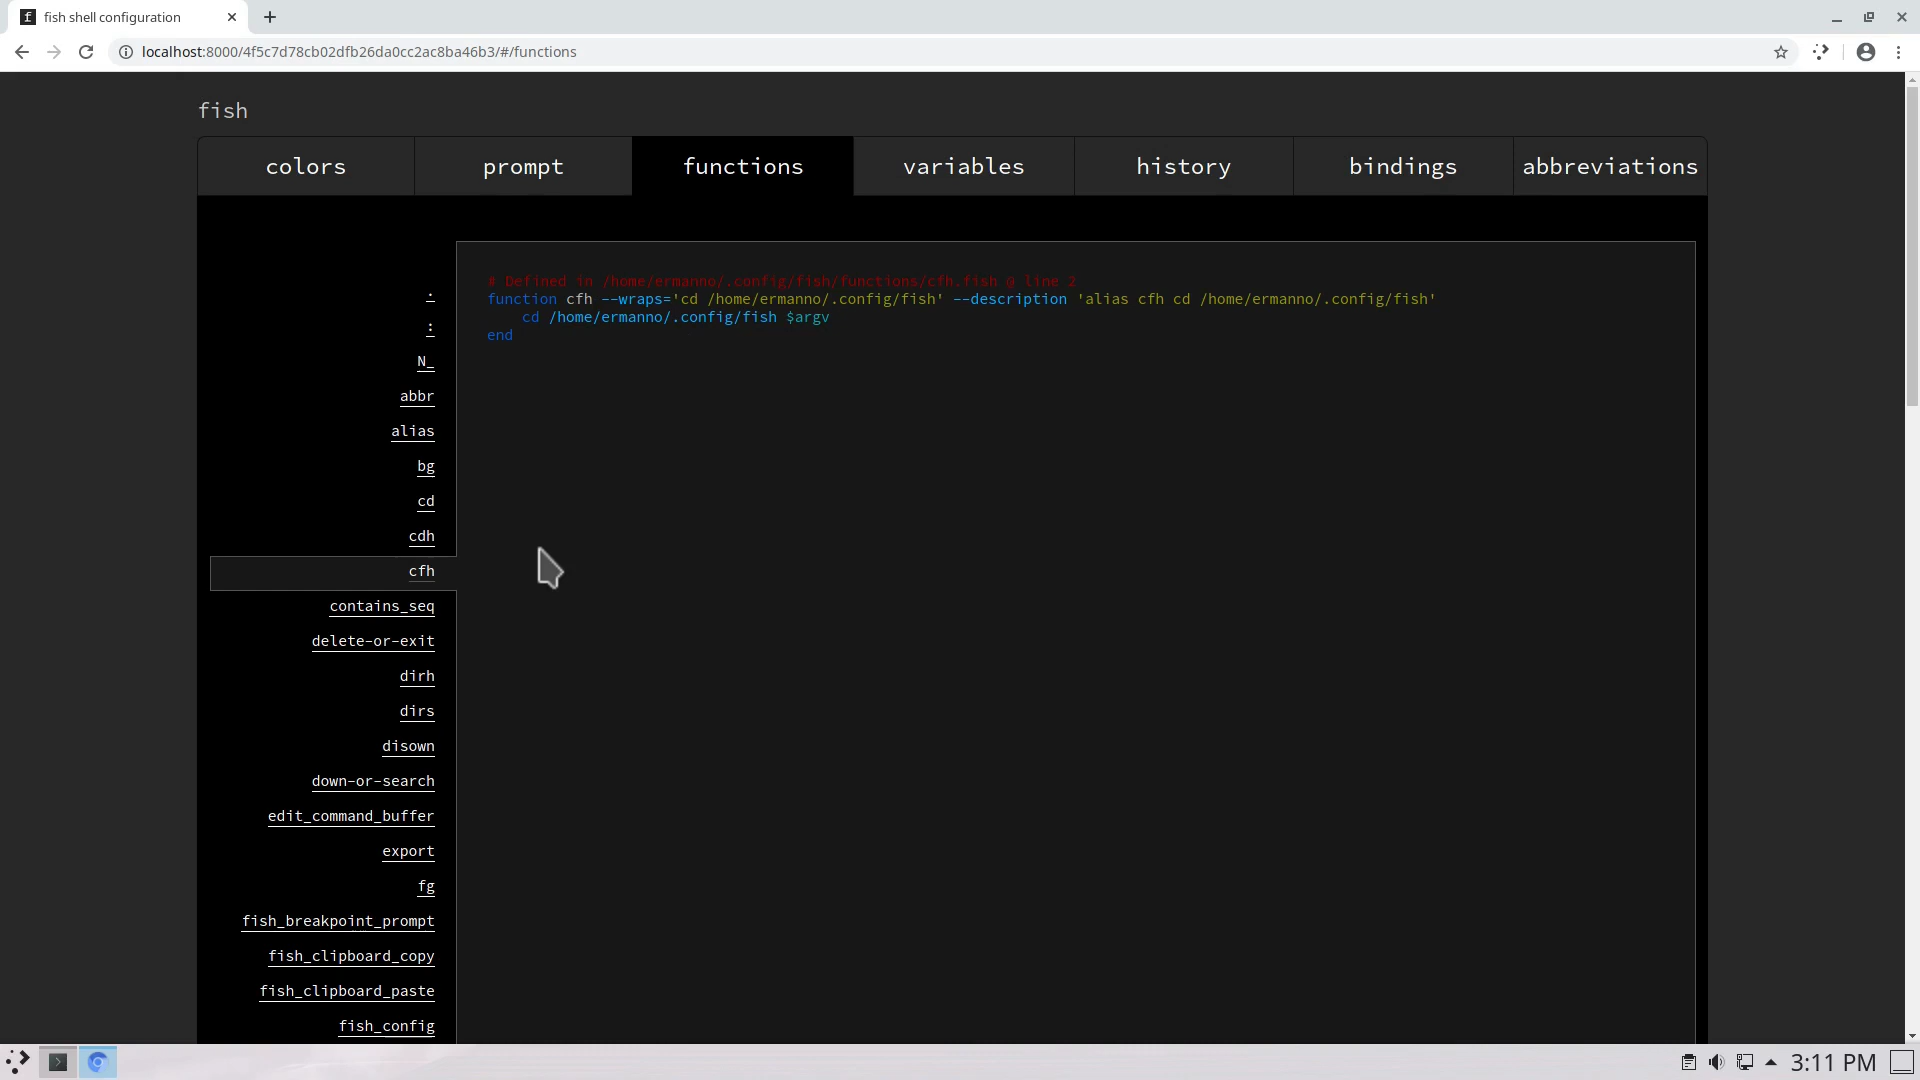 fish shell configuration
localhost:8000/4f5c7d78cb02dfb26da0cc2ac8ba46b3/#/functions
fish
colors prompt functions variables history bindings abbreviations
# Defined in /home/ermanno/.config/fish/functions/cfh.fish @ line 2
function cfh --wraps='cd /home/ermanno/.config/fish' --description 'alias cfh cd /home/ermanno/.config/fish'
cd /home/ermanno/.config/fish $argv
end
.
:
N_
abbr
alias
bg
cd
cdh
cfh
contains_seq
delete-or-exit
dirh
dirs
disown
down-or-search
edit_command_buffer
export
fg
fish_breakpoint_prompt
fish_clipboard_copy
fish_clipboard_paste
fish_config
3:11 PM